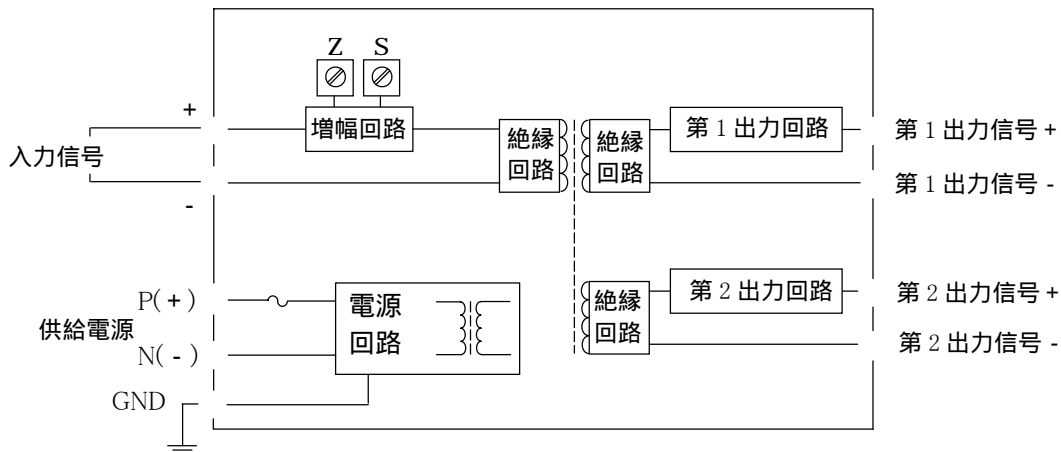 Z S
+
増幅回路
絶縁
回路
絶縁
回路
第 1 出力回路
第 1 出力信号 +
入力信号
第 1 出力信号 -
-
P( + )
電源
回路
絶縁
回路
第 2 出力回路
第 2 出力信号 +
供給電源
N( - )
第 2 出力信号 -
GND